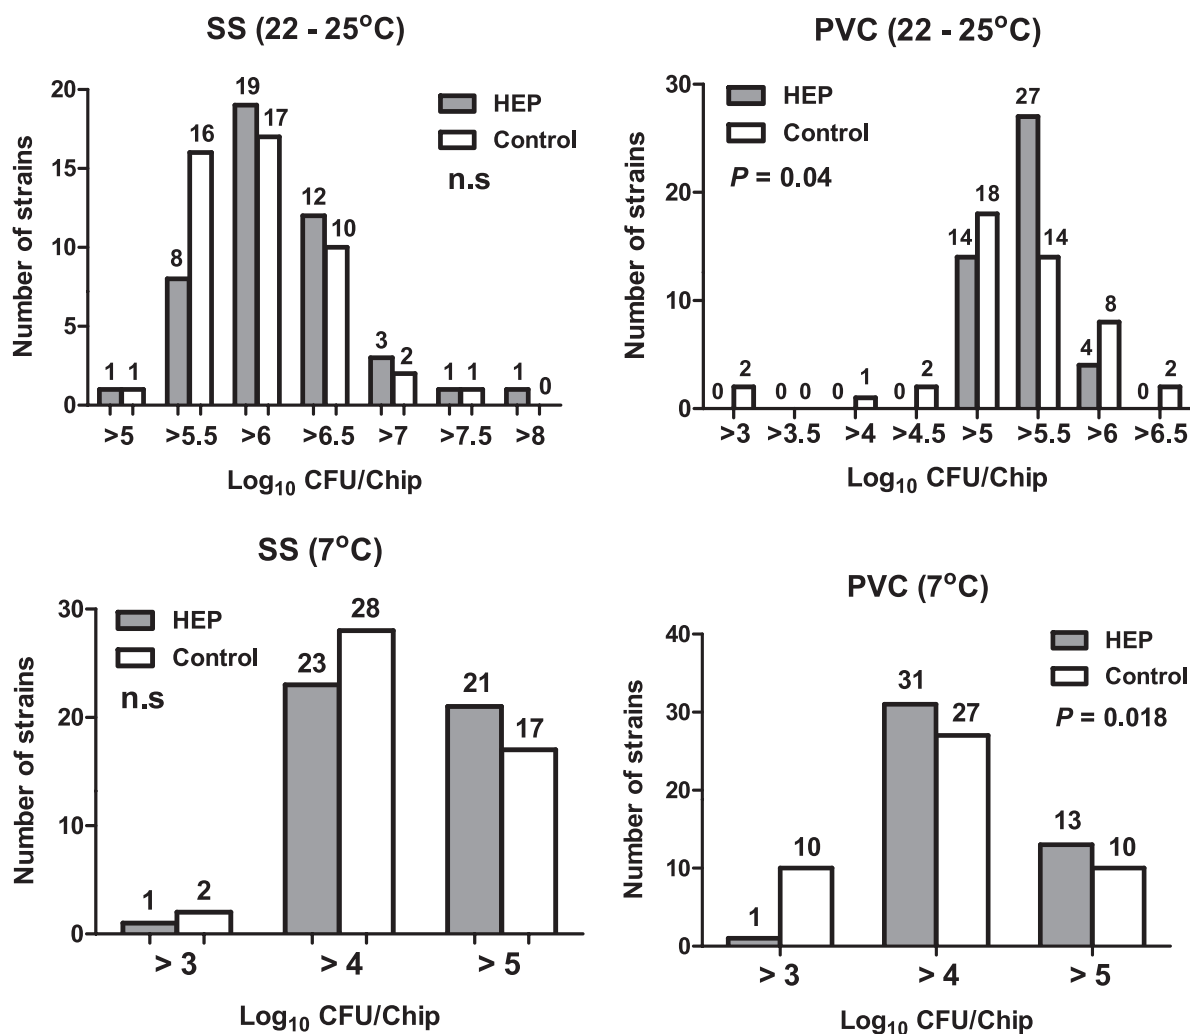 SS (22 - 25°C)
Number of strains
20
15
10
5
0
HEP
Control
n.s
1 1 8 16 19 17 12 10 3 2 1 1 1 0
>5 >5.5 >6 >6.5 >7 >7.5 >8
Log10 CFU/Chip
PVC (22 - 25°C)
Number of strains
30
20
10
0
HEP
Control
P = 0.04
0 2 0 0 0 1 0 2 14 18 27 14 4 8 0 2
>3 >3.5 >4 >4.5 >5 >5.5 >6 >6.5
Log10 CFU/Chip
SS (7°C)
Number of strains
30
20
10
0
HEP
Control
n.s
1 2 23 28 21 17
> 3 > 4 > 5
Log10 CFU/Chip
PVC (7°C)
Number of strains
40
30
20
10
0
HEP
Control
P = 0.018
1 10 31 27 13 10
> 3 > 4 > 5
Log10 CFU/Chip